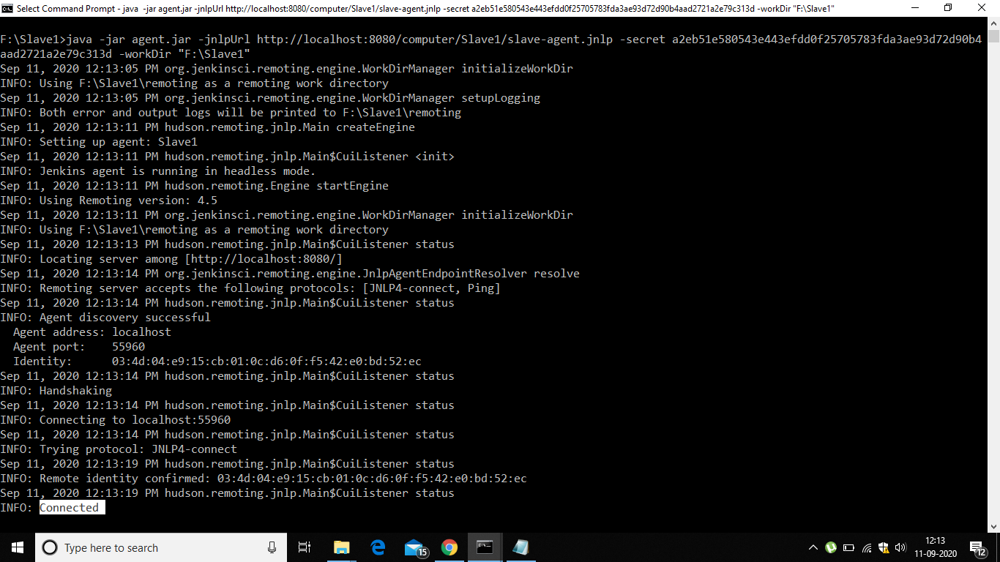 Select Command Prompt - java  -jar agent.jar -jnlpUrl http://localhost:8080/computer/Slave1/slave-agent.jnlp -secret a2eb51e580543e443efdd0f25705783fda3ae93d72d90b4aad2721a2e79c313d -workDir "F:\Slave1"
F:\Slave1>java -jar agent.jar -jnlpUrl http://localhost:8080/computer/Slave1/slave-agent.jnlp -secret a2eb51e580543e443efdd0f25705783fda3ae93d72d90b4
aad2721a2e79c313d -workDir "F:\Slave1"
Sep 11, 2020 12:13:05 PM org.jenkinsci.remoting.engine.WorkDirManager initializeWorkDir
INFO: Using F:\Slave1\remoting as a remoting work directory
Sep 11, 2020 12:13:05 PM org.jenkinsci.remoting.engine.WorkDirManager setupLogging
INFO: Both error and output logs will be printed to F:\Slave1\remoting
Sep 11, 2020 12:13:11 PM hudson.remoting.jnlp.Main createEngine
INFO: Setting up agent: Slave1
Sep 11, 2020 12:13:11 PM hudson.remoting.jnlp.Main$CuiListener <init>
INFO: Jenkins agent is running in headless mode.
Sep 11, 2020 12:13:11 PM hudson.remoting.Engine startEngine
INFO: Using Remoting version: 4.5
Sep 11, 2020 12:13:11 PM org.jenkinsci.remoting.engine.WorkDirManager initializeWorkDir
INFO: Using F:\Slave1\remoting as a remoting work directory
Sep 11, 2020 12:13:13 PM hudson.remoting.jnlp.Main$CuiListener status
INFO: Locating server among [http://localhost:8080/]
Sep 11, 2020 12:13:14 PM org.jenkinsci.remoting.engine.JnlpAgentEndpointResolver resolve
INFO: Remoting server accepts the following protocols: [JNLP4-connect, Ping]
Sep 11, 2020 12:13:14 PM hudson.remoting.jnlp.Main$CuiListener status
INFO: Agent discovery successful
  Agent address: localhost
  Agent port:    55960
  Identity:      03:4d:04:e9:15:cb:01:0c:d6:0f:f5:42:e0:bd:52:ec
Sep 11, 2020 12:13:14 PM hudson.remoting.jnlp.Main$CuiListener status
INFO: Handshaking
Sep 11, 2020 12:13:14 PM hudson.remoting.jnlp.Main$CuiListener status
INFO: Connecting to localhost:55960
Sep 11, 2020 12:13:14 PM hudson.remoting.jnlp.Main$CuiListener status
INFO: Trying protocol: JNLP4-connect
Sep 11, 2020 12:13:19 PM hudson.remoting.jnlp.Main$CuiListener status
INFO: Remote identity confirmed: 03:4d:04:e9:15:cb:01:0c:d6:0f:f5:42:e0:bd:52:ec
Sep 11, 2020 12:13:19 PM hudson.remoting.jnlp.Main$CuiListener status
INFO: Connected
Type here to search
15
12:13
11-09-2020
12